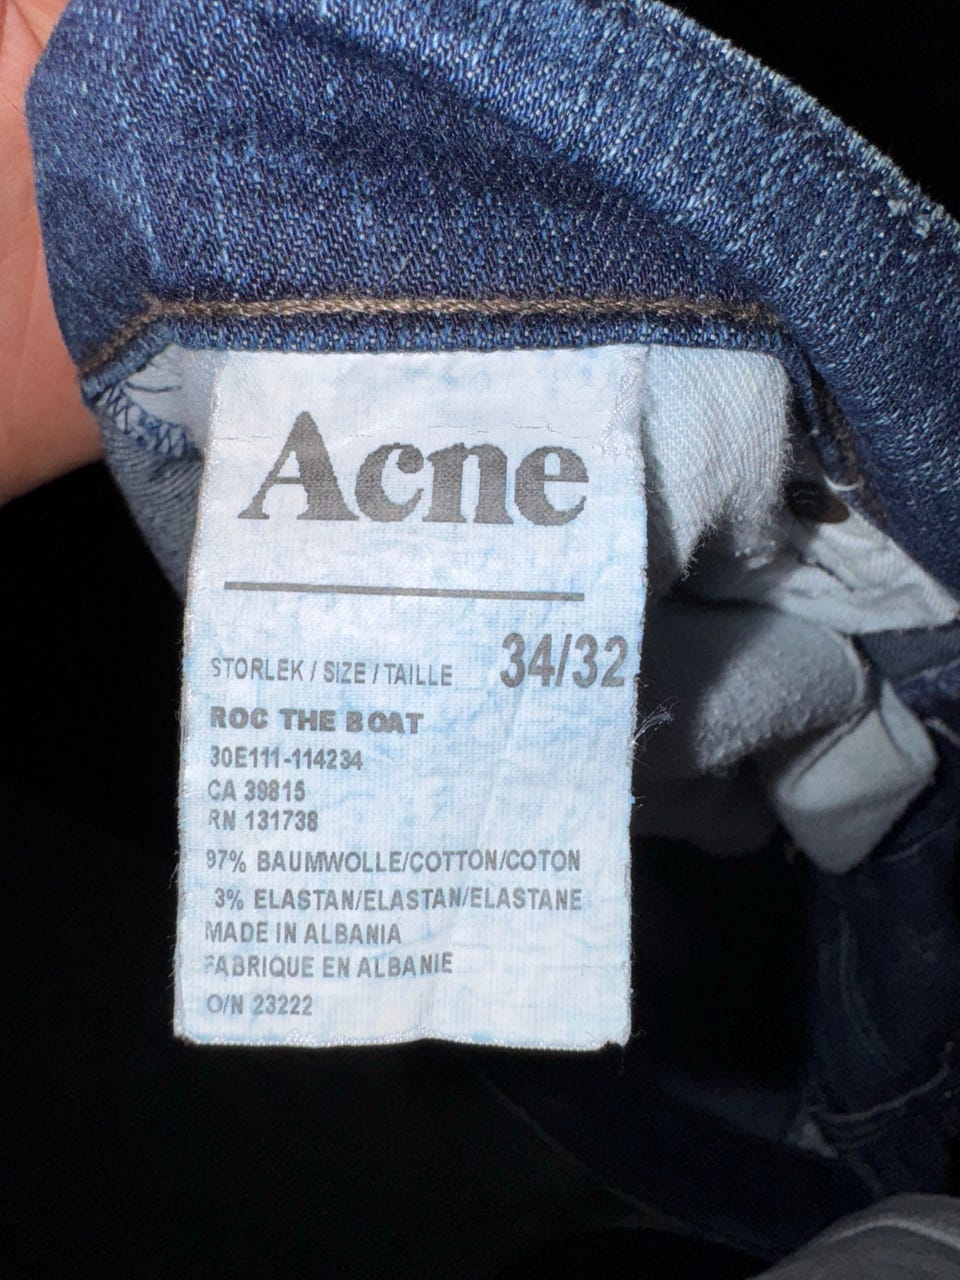 Acne
STORLEK / SIZE / TAILLE 34/32
ROC THE BOAT
30E111-114234
CA 39815
RN 131738
97% BAUMWOLLE/COTTON/COTON
3% ELASTAN/ELASTAN/ELASTANE
MADE IN ALBANIA
FABRIQUE EN ALBANIE
O/N 23222